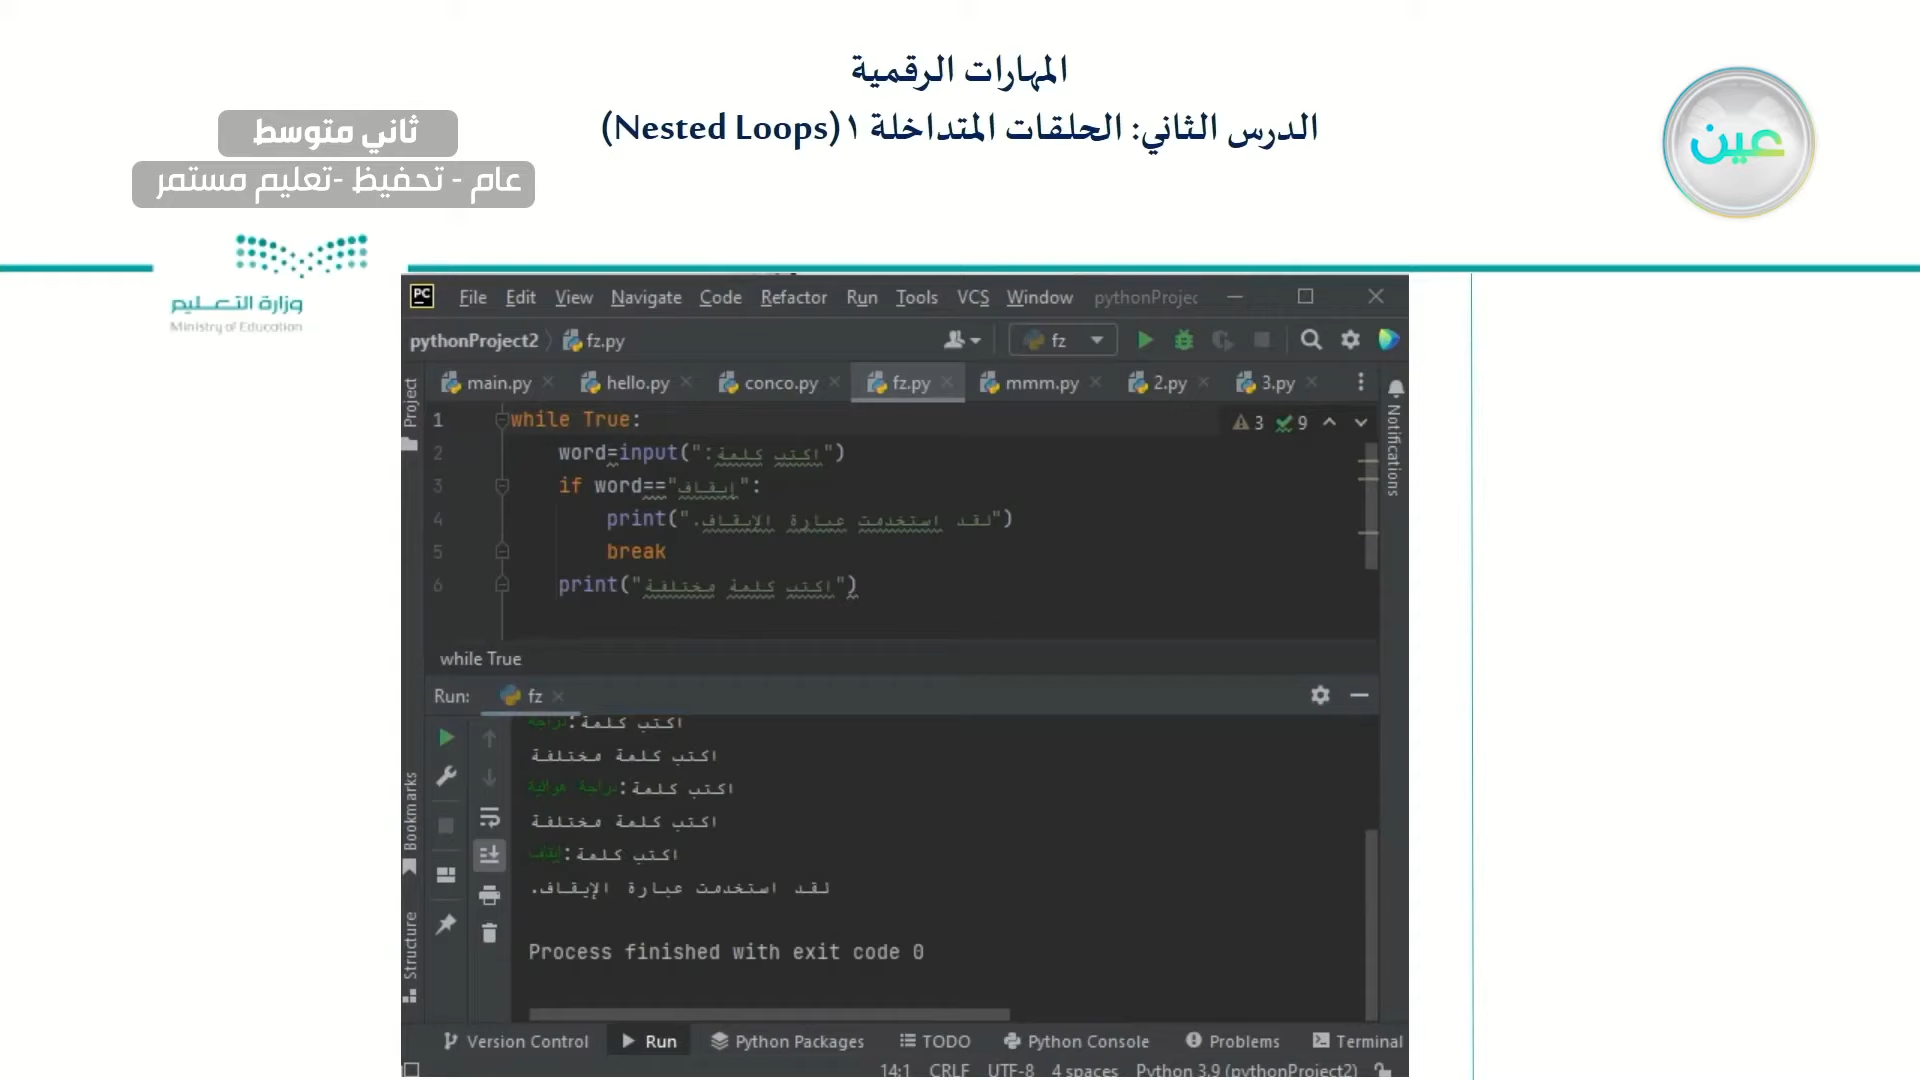 المهارات الرقمية
الدرس الثاني: الحلقات المتداخلة ١ (Nested Loops)
ثاني متوسط
عام - تحفيظ -تعليم مستمر
عين
وزارة التعليم
Ministry of Education
PC File Edit View Navigate Code Refactor Run Tools VCS Window pythonProjec
pythonProject2 fz.py fz
main.py hello.py conco.py fz.py mmm.py 2.py 3.py
Project
Notifications
3 9
1 while True:
2 word=input("اكتب كلمة:")
3 if word=="إيقاف":
4 print("لقد استخدمت عبارة الإيقاف.")
5 break
6 print("اكتب كلمة مختلفة")
while True
Run: fz
اكتب كلمة:دراجة
اكتب كلمة مختلفة
اكتب كلمة:دراجة هوائية
اكتب كلمة مختلفة
اكتب كلمة:إيقاف
لقد استخدمت عبارة الإيقاف.
Process finished with exit code 0
Bookmarks
Structure
Version Control Run Python Packages TODO Python Console Problems Terminal
14:1 CRLF UTF-8 4 spaces Python 3.9 (pythonProject2)